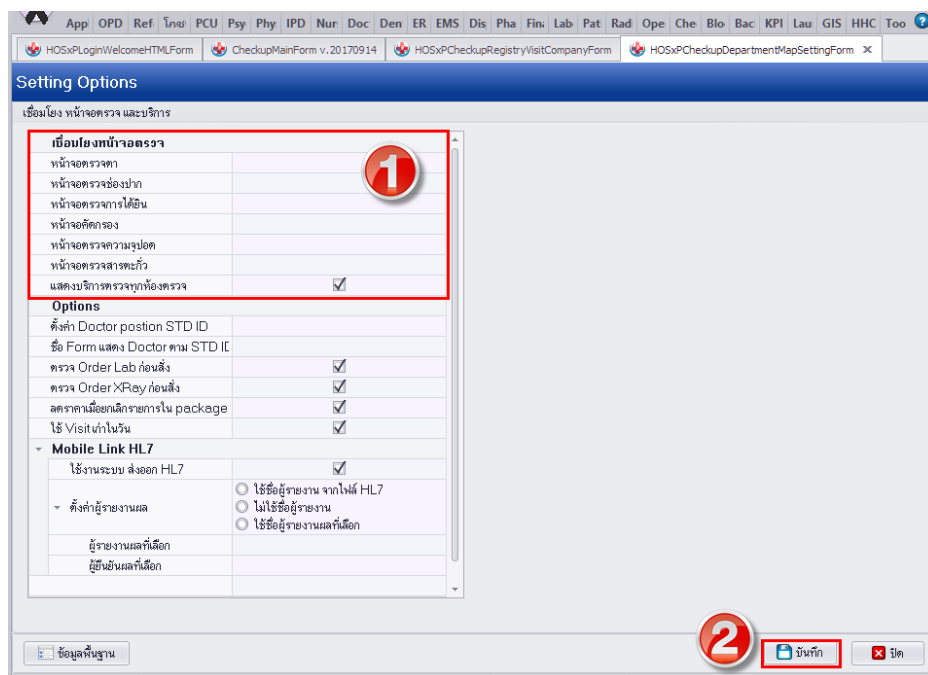 App OPD Ref โภช PCU Psy Phy IPD Nur Doc Den ER EMS Dis Pha Fin Lab Pat Rad Ope Che Blo Bac KPI Lau GIS HHC Too ?
HOSxPLoginWelcomeHTMLForm CheckupMainForm v.20170914 HOSxPCheckupRegistryVisitCompanyForm HOSxPCheckupDepartmentMapSettingForm
Setting Options
เชื่อมโยง หน้าจอตรวจ และบริการ
เชื่อมโยงหน้าจอตรวจ
1
หน้าจอตรวจตา
หน้าจอตรวจช่องปาก
หน้าจอตรวจการได้ยิน
หน้าจอคัดกรอง
หน้าจอตรวจความจุปอด
หน้าจอตรวจสารตะกั่ว
แสดงบริการตรวจทุกห้องตรวจ
Options
ตั้งค่า Doctor postion STD ID
ชื่อ Form แสดง Doctor ตาม STD ID
ตรวจ Order Lab ก่อนสั่ง
ตรวจ Order XRay ก่อนสั่ง
ลดราคาเมื่อยกเลิกรายการใน package
ใช้ Visit เก่าในวัน
Mobile Link HL7
ใช้งานระบบ ส่งออก HL7
ตั้งค่าผู้รายงานผล
ใช้ชื่อผู้รายงาน จากไฟล์ HL7
ไม่ใช้ชื่อผู้รายงาน
ใช้ชื่อผู้รายงานผลที่เลือก
ผู้รายงานผลที่เลือก
ผู้ยืนยันผลที่เลือก
2
ข้อมูลพื้นฐาน บันทึก ปิด